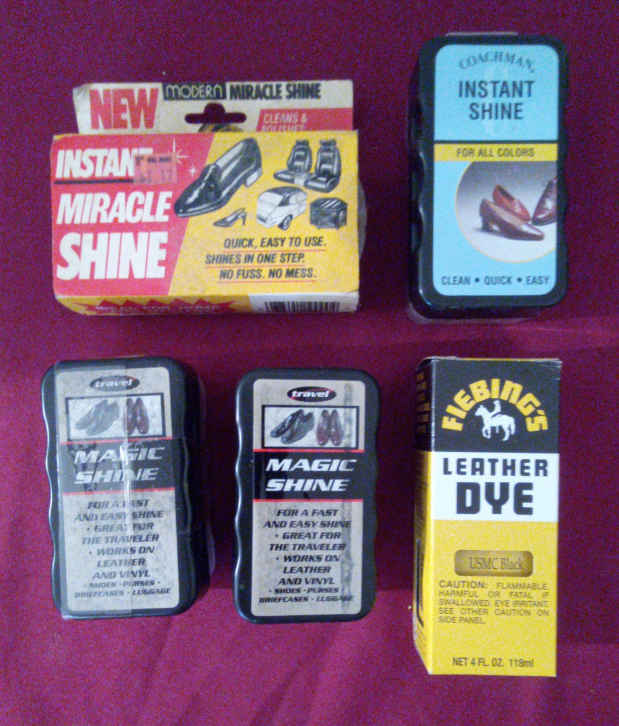 NEW
MODERN MIRACLE SHINE
CLEANS &
INSTANT
MIRACLE
SHINE
QUICK, EASY TO USE.
SHINES IN ONE STEP.
NO FUSS. NO MESS.
COACHMAN
INSTANT
SHINE
FOR ALL COLORS
CLEAN • QUICK • EASY
travel
MAGIC
SHINE
FOR A FAST
AND EASY SHINE
• GREAT FOR
THE TRAVELER
• WORKS ON
LEATHER
AND VINYL
• SHOES • PURSES •
BRIEFCASES • LUGGAGE
travel
MAGIC
SHINE
FOR A FAST
AND EASY SHINE
• GREAT FOR
THE TRAVELER
• WORKS ON
LEATHER
AND VINYL
• SHOES • PURSES •
BRIEFCASES • LUGGAGE
FIEBING'S
LEATHER
DYE
USMC Black
CAUTION: FLAMMABLE,
HARMFUL OR FATAL IF
SWALLOWED. EYE IRRITANT.
SEE OTHER CAUTION ON
SIDE PANEL.
NET 4 FL. OZ. 118ml